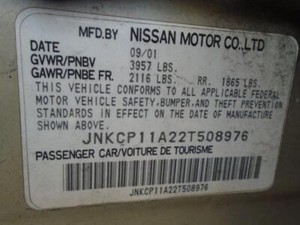 MFD.BY NISSAN MOTOR CO.,LTD
DATE 09/01
GVWR/PNBV 3957 LBS.
GAWR/PNBE FR. 2116 LBS. RR. 1865 LBS.
THIS VEHICLE CONFORMS TO ALL APPLICABLE FEDERAL
MOTOR VEHICLE SAFETY,BUMPER,AND THEFT PREVENTION
STANDARDS IN EFFECT ON THE DATE OF MANUFACTURE
SHOWN ABOVE.
JNKCP11A22T508976
PASSENGER CAR/VOITURE DE TOURISME
JNKCP11A22T508976